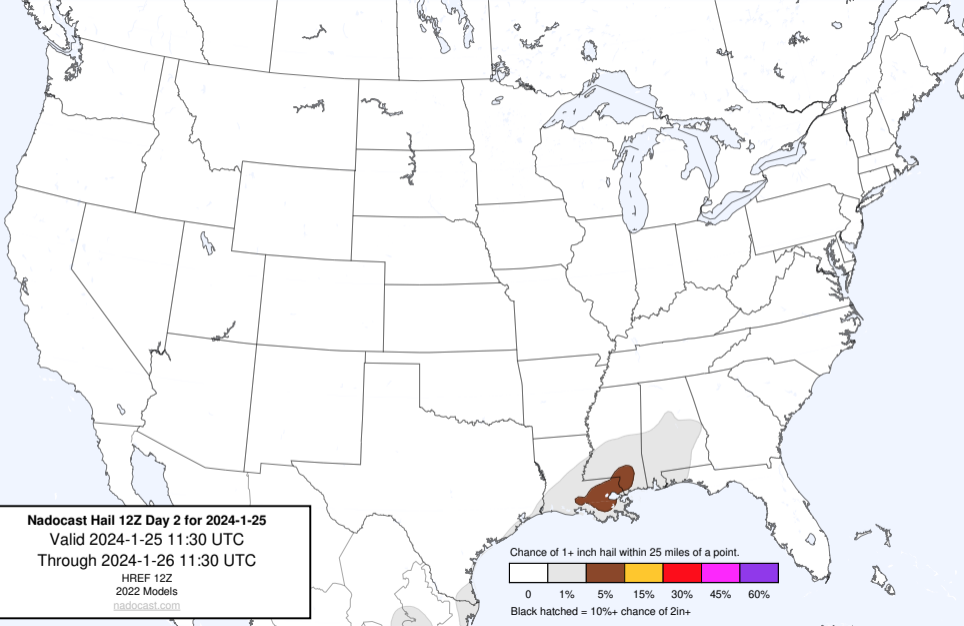 Nadocast Hail 12Z Day 2 for 2024-1-25
Valid 2024-1-25 11:30 UTC
Through 2024-1-26 11:30 UTC
HREF 12Z
2022 Models
nadocast.com
Chance of 1+ inch hail within 25 miles of a point.
0 1% 5% 15% 30% 45% 60%
Black hatched = 10%+ chance of 2in+